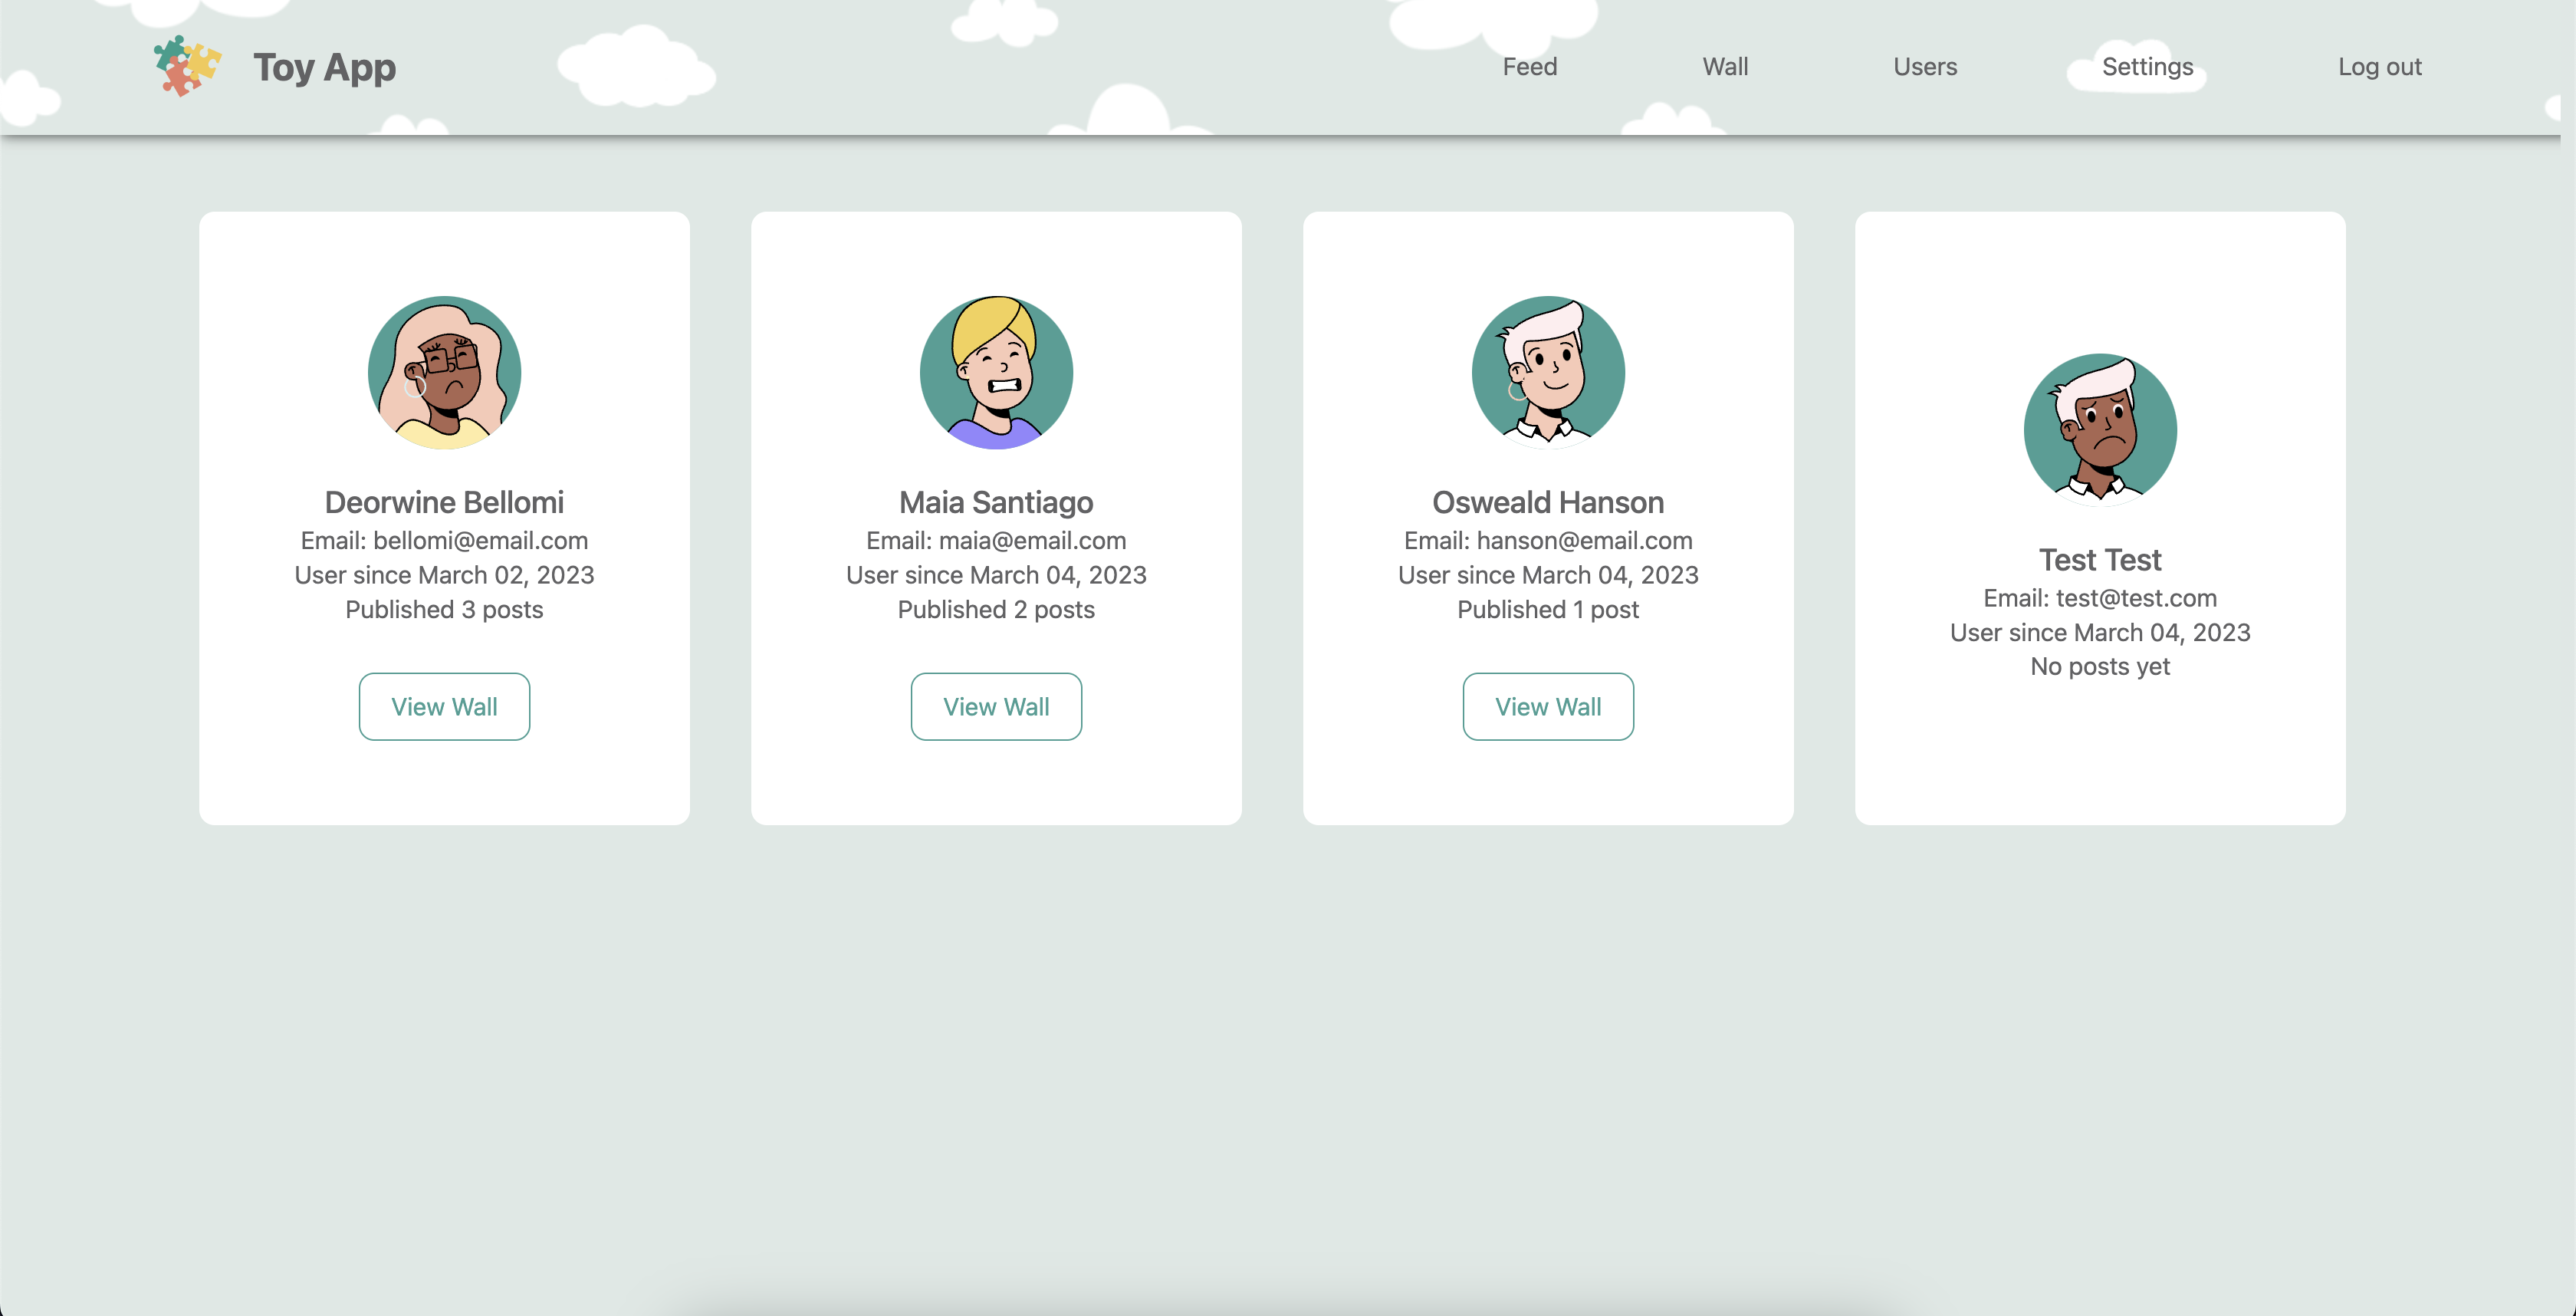 Toy App
Feed
Wall
Users
Settings
Log out
Deorwine Bellomi
Email: bellomi@email.com
User since March 02, 2023
Published 3 posts
View Wall
Maia Santiago
Email: maia@email.com
User since March 04, 2023
Published 2 posts
View Wall
Osweald Hanson
Email: hanson@email.com
User since March 04, 2023
Published 1 post
View Wall
Test Test
Email: test@test.com
User since March 04, 2023
No posts yet